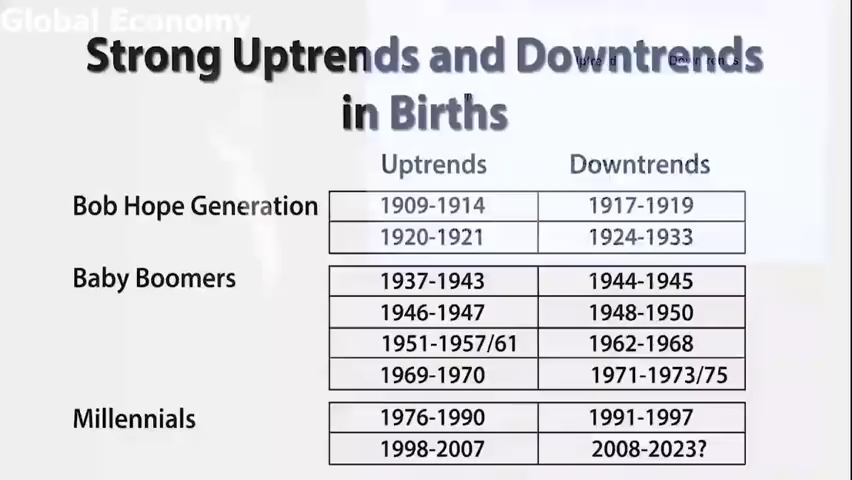 Global Economy
Strong Uptrends and Downtrends
in Births
Uptrends Downtrends
Bob Hope Generation 1909-1914 1917-1919
1920-1921 1924-1933
Baby Boomers 1937-1943 1944-1945
1946-1947 1948-1950
1951-1957/61 1962-1968
1969-1970 1971-1973/75
Millennials 1976-1990 1991-1997
1998-2007 2008-2023?